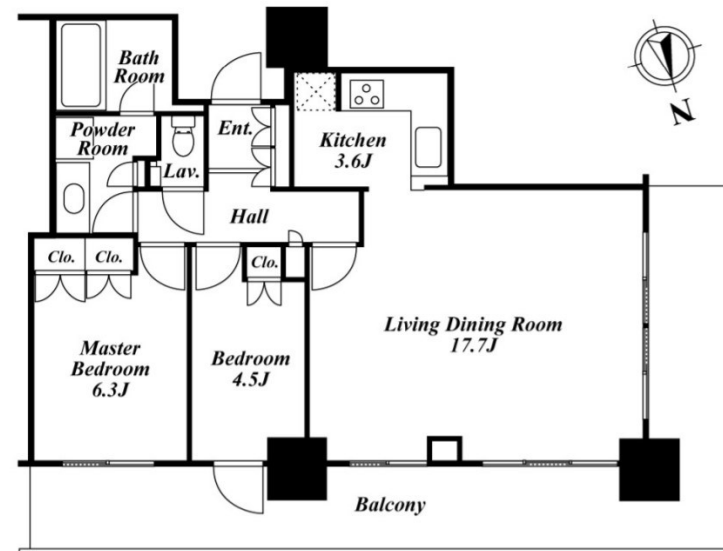 Bath
Room
Powder
Room
Lav.
Ent.
Kitchen
3.6J
N
Hall
Clo.
Clo.
Clo.
Master
Bedroom
6.3J
Bedroom
4.5J
Living Dining Room
17.7J
Balcony